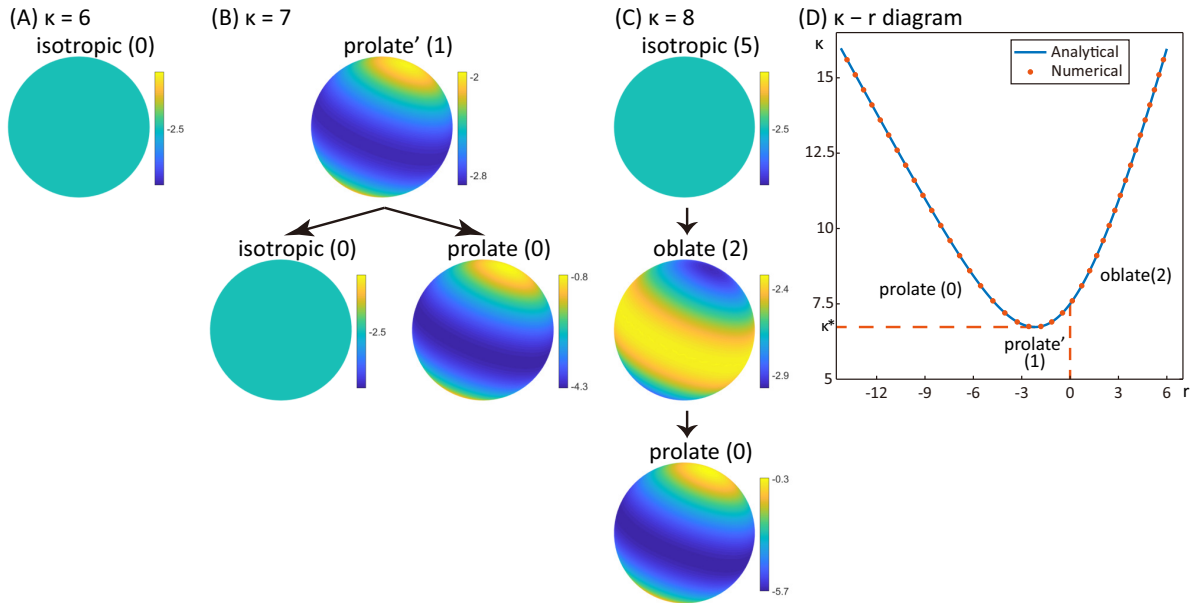 (A) κ = 6
isotropic (0)
-2.5
(B) κ = 7
prolate’ (1)
-2
-2.8
isotropic (0)
-2.5
prolate (0)
-0.8
-4.3
(C) κ = 8
isotropic (5)
-2.5
oblate (2)
-2.4
-2.9
prolate (0)
-0.3
-5.7
(D) κ – r diagram
κ
Analytical
Numerical
15
12.5
10
7.5
κ*
5
prolate (0)
oblate(2)
prolate’
(1)
-12 -9 -6 -3 0 3 6 r